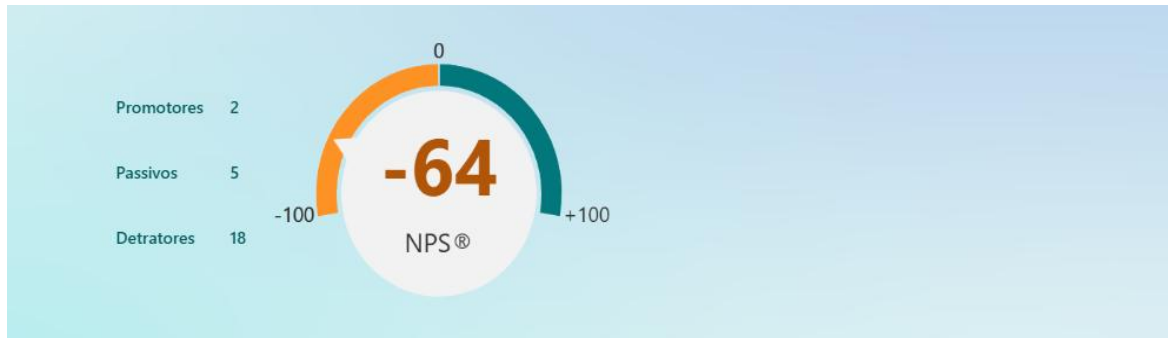 Promotores 2
Passivos 5
Detratores 18
0
-100
+100
-64
NPS®